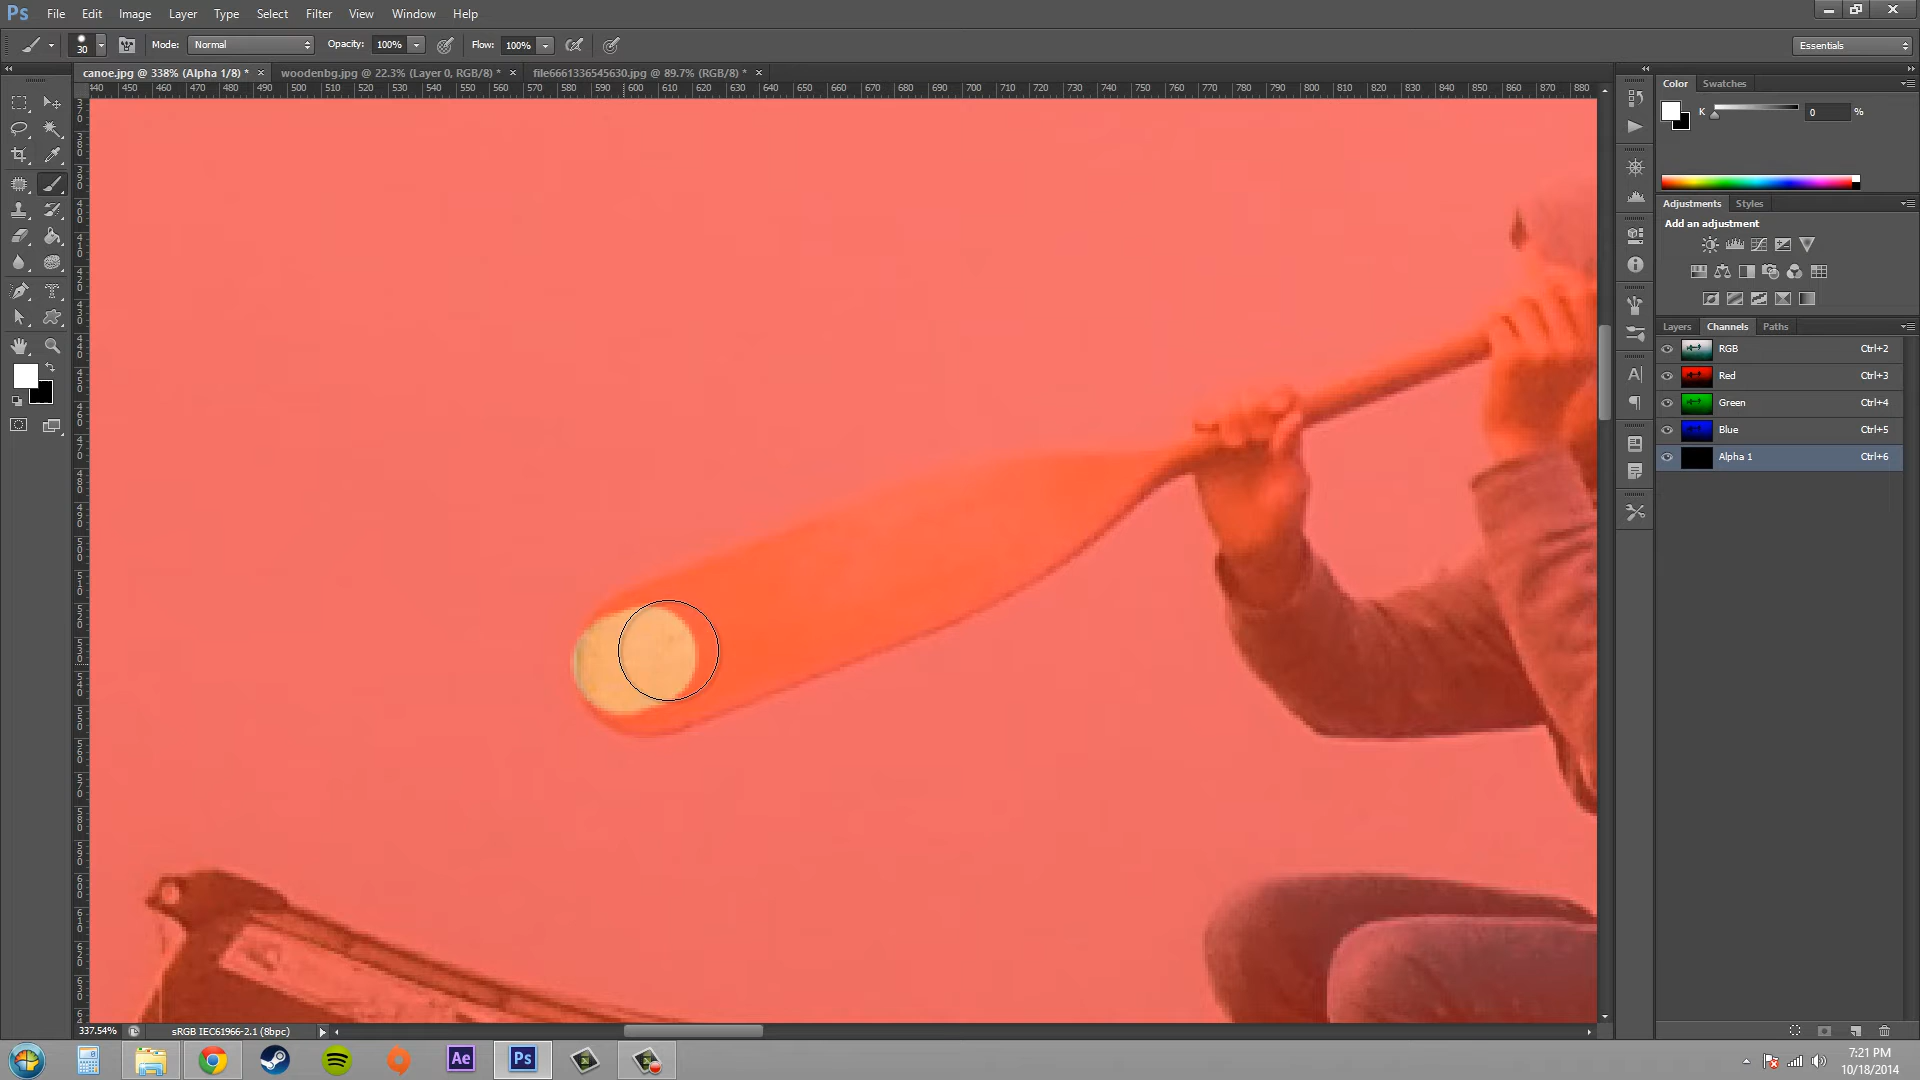 Ps File Edit Image Layer Type Select Filter View Window Help
30 Mode: Normal Opacity: 100% Flow: 100% Essentials
canoe.jpg @ 338% (Alpha 1/8) * woodenbg.jpg @ 22.3% (Layer 0, RGB/8) * file6661336545630.jpg @ 89.7% (RGB/8) *
440 450 460 470 480 490 500 510 520 530 540 550 560 570 580 590 600 610 620 630 640 650 660 670 680 690 700 710 720 730 740 750 760 770 780 790 800 810 820 830 840 850 860 870 880
Color Swatches
K 0 %
Adjustments Styles
Add an adjustment
Layers Channels Paths
RGB Ctrl+2
Red Ctrl+3
Green Ctrl+4
Blue Ctrl+5
Alpha 1 Ctrl+6
337.54% sRGB IEC61966-2.1 (8bpc)
Ae Ps
7:21 PM
10/18/2014